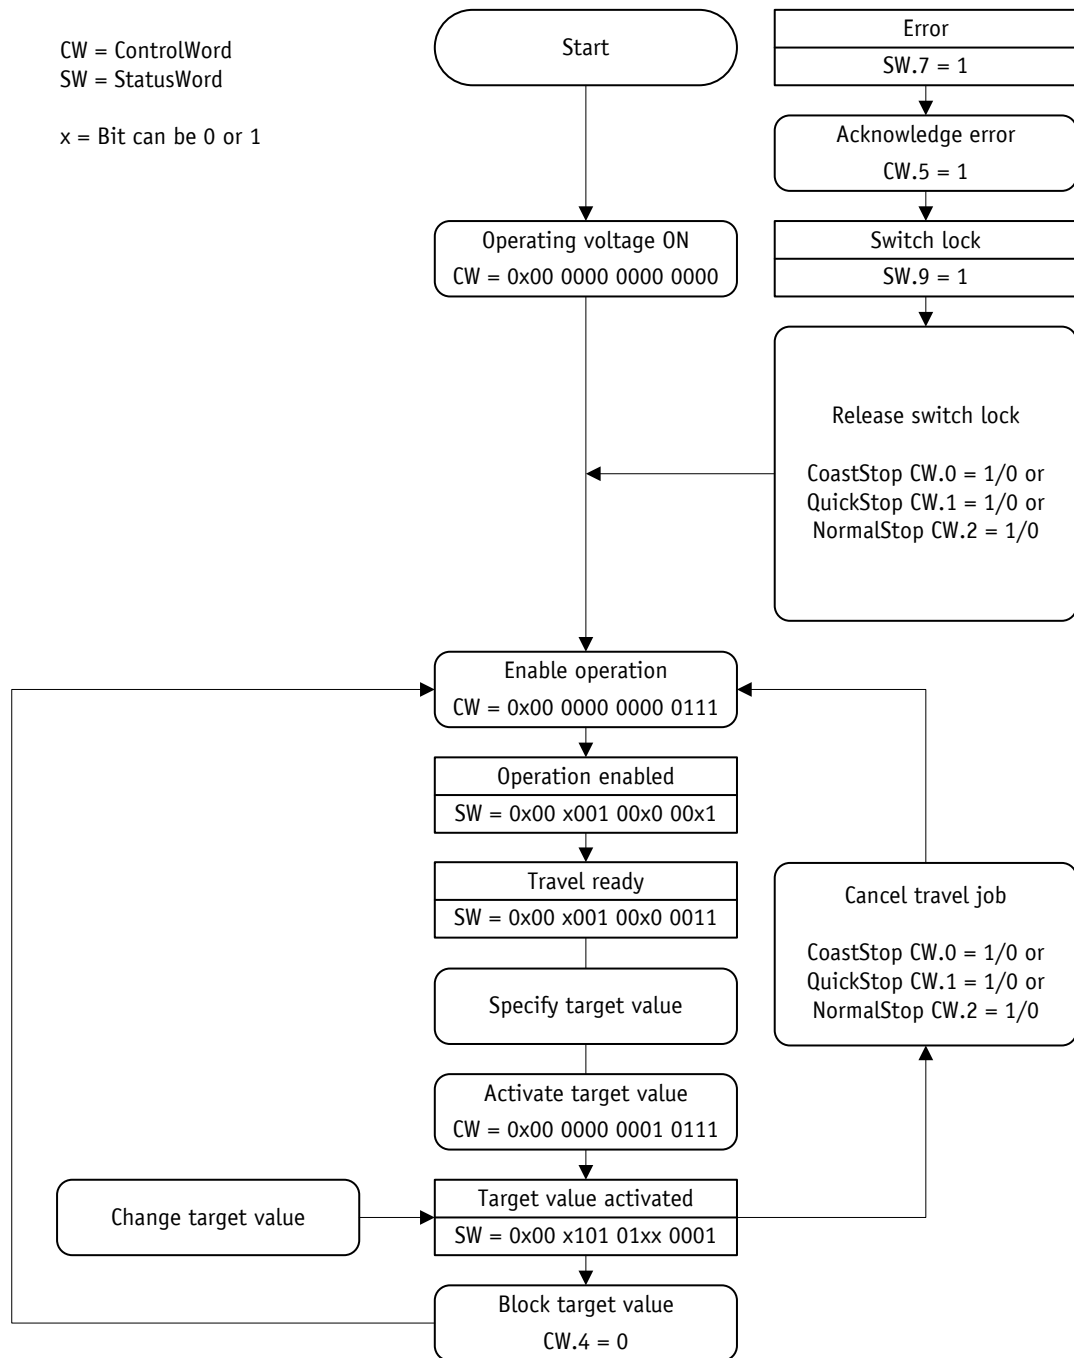 CW = ControlWord
SW = StatusWord
x = Bit can be 0 or 1
Start
Error
SW.7 = 1
Acknowledge error
CW.5 = 1
Operating voltage ON
CW = 0x00 0000 0000 0000
Switch lock
SW.9 = 1
Release switch lock
CoastStop CW.0 = 1/0 or
QuickStop CW.1 = 1/0 or
NormalStop CW.2 = 1/0
Enable operation
CW = 0x00 0000 0000 0111
Operation enabled
SW = 0x00 x001 00x0 00x1
Travel ready
SW = 0x00 x001 00x0 0011
Cancel travel job
CoastStop CW.0 = 1/0 or
QuickStop CW.1 = 1/0 or
NormalStop CW.2 = 1/0
Specify target value
Activate target value
CW = 0x00 0000 0001 0111
Change target value
Target value activated
SW = 0x00 x101 01xx 0001
Block target value
CW.4 = 0